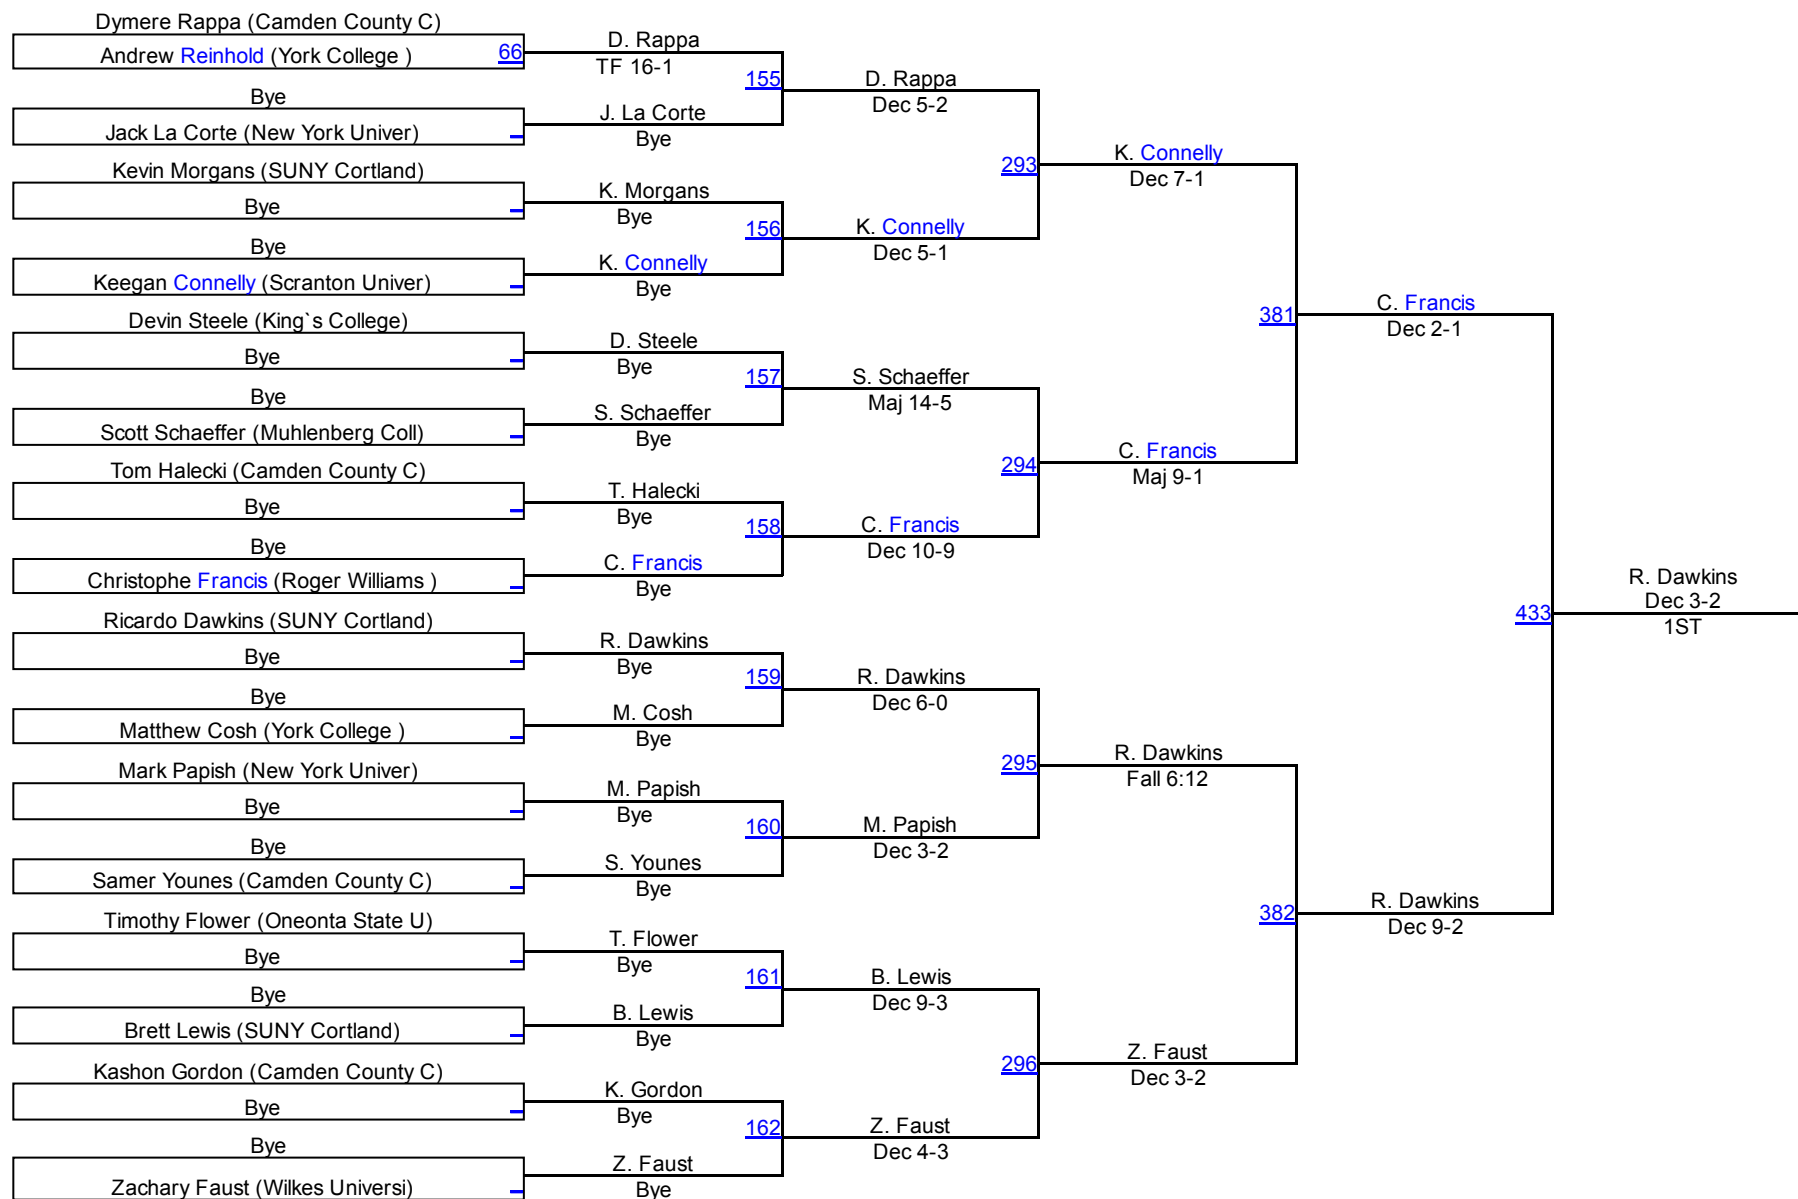 Dymere Rappa (Camden County C)
Andrew Reinhold (York College )
66
Bye
Jack La Corte (New York Univer)
Kevin Morgans (SUNY Cortland)
Bye
Bye
Keegan Connelly (Scranton Univer)
Devin Steele (King`s College)
Bye
Bye
Scott Schaeffer (Muhlenberg Coll)
Tom Halecki (Camden County C)
Bye
Bye
Christophe Francis (Roger Williams )
Ricardo Dawkins (SUNY Cortland)
Bye
Bye
Matthew Cosh (York College )
Mark Papish (New York Univer)
Bye
Bye
Samer Younes (Camden County C)
Timothy Flower (Oneonta State U)
Bye
Bye
Brett Lewis (SUNY Cortland)
Kashon Gordon (Camden County C)
Bye
Bye
Zachary Faust (Wilkes Universi)
D. Rappa
TF 16-1
155
J. La Corte
Bye
K. Morgans
Bye
156
K. Connelly
Bye
D. Steele
Bye
157
S. Schaeffer
Bye
T. Halecki
Bye
158
C. Francis
Bye
R. Dawkins
Bye
159
M. Cosh
Bye
M. Papish
Bye
160
S. Younes
Bye
T. Flower
Bye
161
B. Lewis
Bye
K. Gordon
Bye
162
Z. Faust
Bye
D. Rappa
Dec 5-2
293
K. Connelly
Dec 5-1
S. Schaeffer
Maj 14-5
294
C. Francis
Dec 10-9
R. Dawkins
Dec 6-0
295
M. Papish
Dec 3-2
B. Lewis
Dec 9-3
296
Z. Faust
Dec 4-3
K. Connelly
Dec 7-1
381
C. Francis
Maj 9-1
R. Dawkins
Fall 6:12
382
Z. Faust
Dec 3-2
C. Francis
Dec 2-1
433
R. Dawkins
Dec 9-2
R. Dawkins
Dec 3-2
1ST